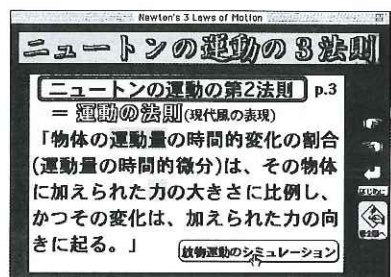 Newton's 3 Laws of Motion
ニュートンの運動の3法則
ニュートンの運動の第2法則 p.3
= 運動の法則(現代風の表現)
「物体の運動量の時間的変化の割合
(運動量の時間的微分)は、その物体
に加えられた力の大きさに比例し、
かつその変化は、加えられた力の向
きに起る。」
放物運動のシミュレーション
はじめに